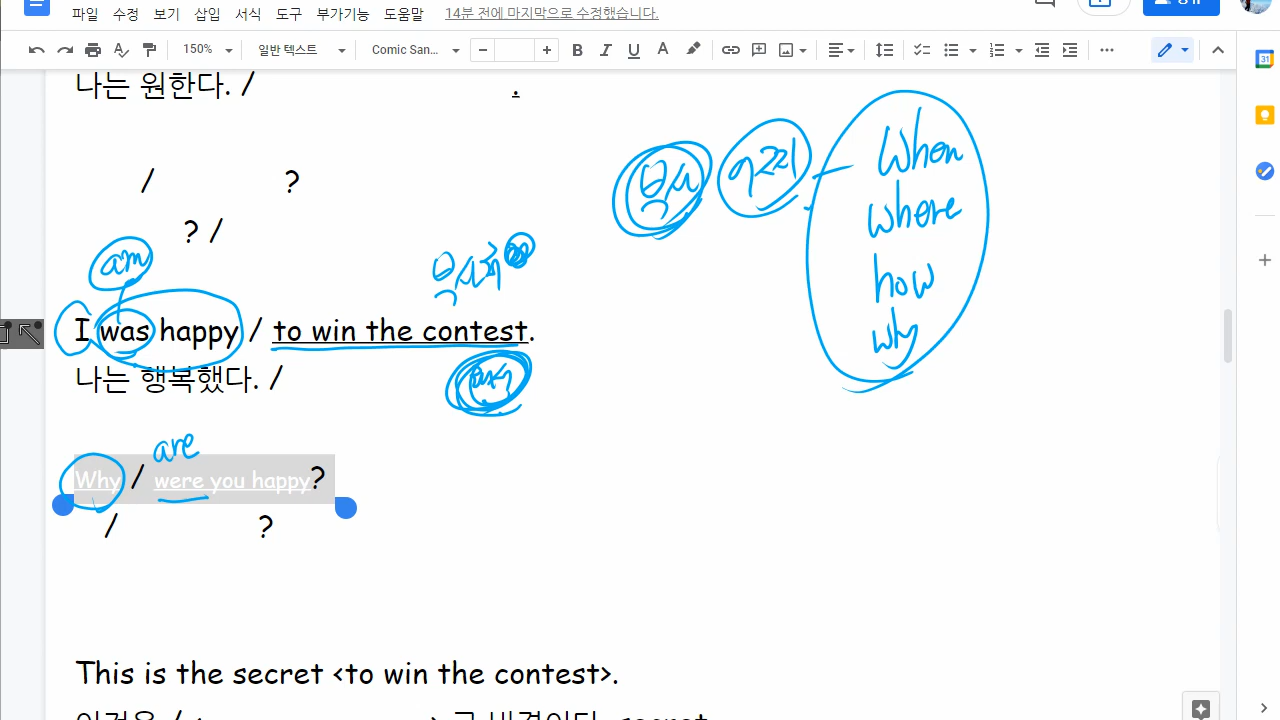 파일 수정 보기 삽입 서식 도구 부가기능 도움말 14분 전에 마지막으로 수정했습니다.
150% 일반 텍스트 Comic San... − + B I U A
31
나는 원한다. / .
When
where
how
why
/ ?
? /
am
I was happy / to win the contest.
나는 행복했다. /
are
Why / were you happy?
/ ?
This is the secret <to win the contest>.